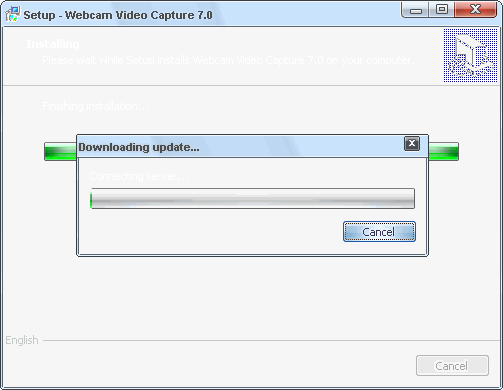 Setup - Webcam Video Capture 7.0
Installing
Please wait while Setup installs Webcam Video Capture 7.0 on your computer.
Finishing installation...
Downloading update...
Connecting server...
Cancel
English
Cancel